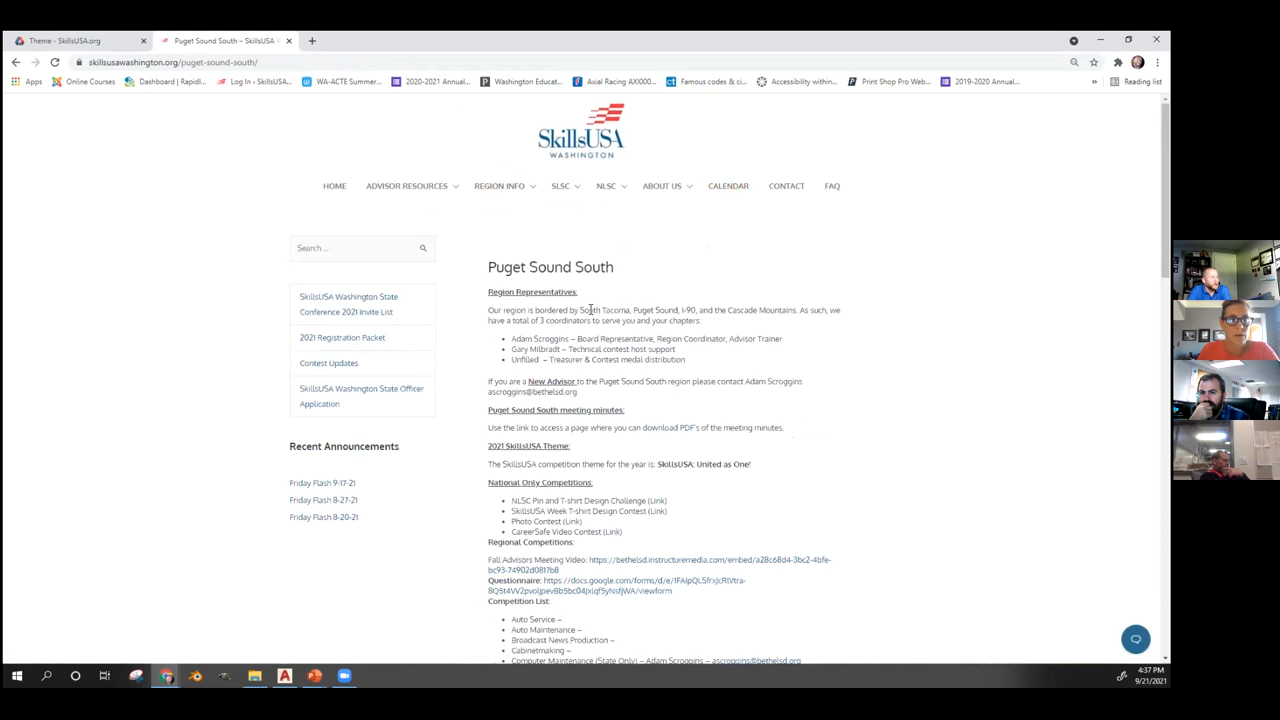 Theme - SkillsUSA.org
Puget Sound South – SkillsUSA
skillsusawashington.org/puget-sound-south/
Apps
Online Courses
Dashboard | Rapidl...
Log In ‹ SkillsUSA...
WA-ACTE Summer...
2020-2021 Annual...
Washington Educat...
Axial Racing AXI000...
Famous codes & ci...
Accessibility within...
Print Shop Pro Web...
2019-2020 Annual...
»
Reading list
SkillsUSA
WASHINGTON
HOME
ADVISOR RESOURCES
REGION INFO
SLSC
NLSC
ABOUT US
CALENDAR
CONTACT
FAQ
Search ...
SkillsUSA Washington State
Conference 2021 Invite List
2021 Registration Packet
Contest Updates
SkillsUSA Washington State Officer
Application
Recent Announcements
Friday Flash 9-17-21
Friday Flash 8-27-21
Friday Flash 8-20-21
Puget Sound South
Region Representatives:
Our region is bordered by South Tacoma, Puget Sound, I-90, and the Cascade Mountains. As such, we
have a total of 3 coordinators to serve you and your chapters:
• Adam Scroggins – Board Representative, Region Coordinator, Advisor Trainer
• Gary Milbradt – Technical contest host support
• Unfilled – Treasurer & Contest medal distribution
If you are a New Advisor to the Puget Sound South region please contact Adam Scroggins
ascroggins@bethelsd.org
Puget Sound South meeting minutes:
Use the link to access a page where you can download PDF's of the meeting minutes.
2021 SkillsUSA Theme:
The SkillsUSA competition theme for the year is: SkillsUSA: United as One!
National Only Competitions:
• NLSC Pin and T-shirt Design Challenge (Link)
• SkillsUSA Week T-shirt Design Contest (Link)
• Photo Contest (Link)
• CareerSafe Video Contest (Link)
Regional Competitions:
Fall Advisors Meeting Video: https://bethelsd.instructuremedia.com/embed/a28c68d4-3bc2-4bfe-
bc93-74902d0817b8
Questionnaire:
Competition List:
• Auto Service –
• Auto Maintenance –
• Broadcast News Production –
• Cabinetmaking –
• Computer Maintenance (State Only) – Adam Scroggins – ascroggins@bethelsd.org
4:37 PM
9/21/2021